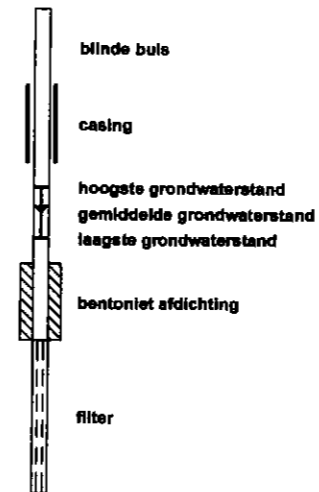 blinde buis
casing
hoogste grondwaterstand
gemiddelde grondwaterstand
laagste grondwaterstand
bentoniet afdichting
filter